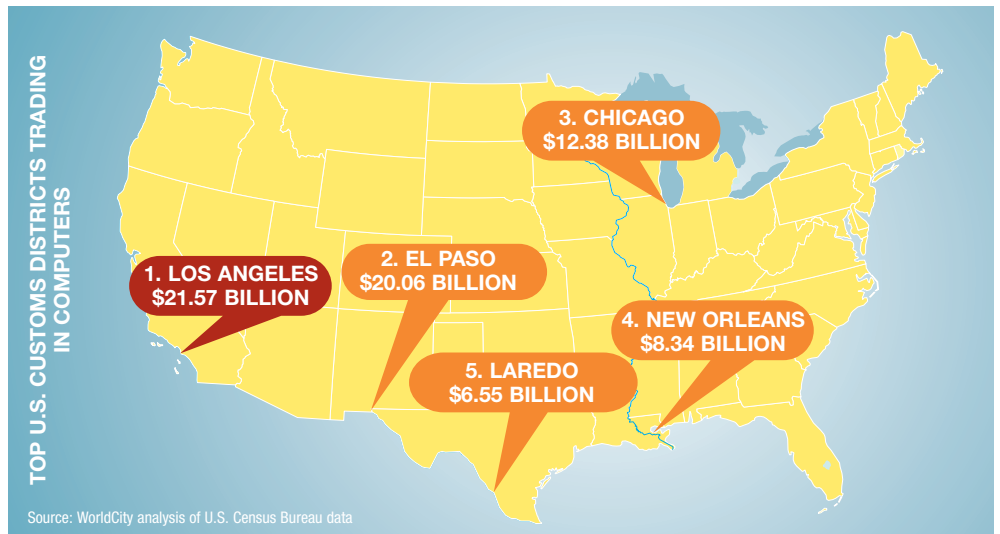 TOP U.S. CUSTOMS DISTRICTS TRADING
IN COMPUTERS
3. CHICAGO
$12.38 BILLION
2. EL PASO
$20.06 BILLION
1. LOS ANGELES
$21.57 BILLION
4. NEW ORLEANS
$8.34 BILLION
5. LAREDO
$6.55 BILLION
Source: WorldCity analysis of U.S. Census Bureau data